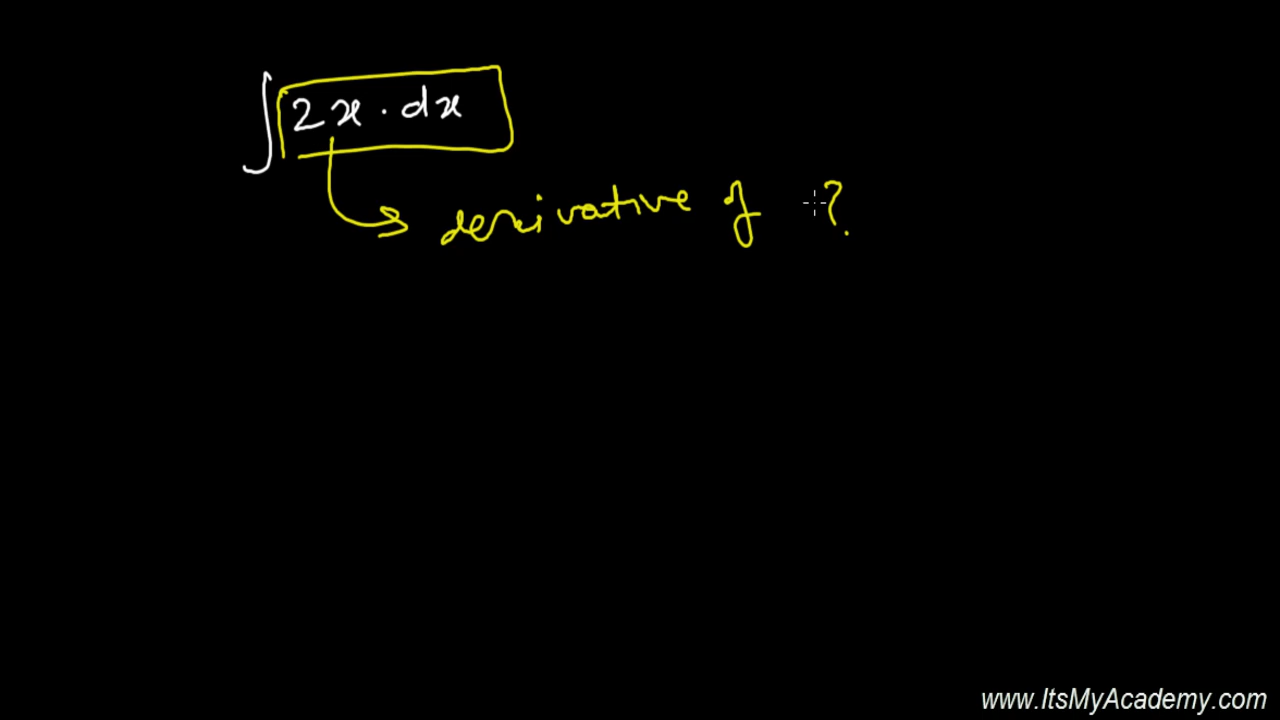 ∫ 2x · dx
derivative of ?
www.ItsMyAcademy.com